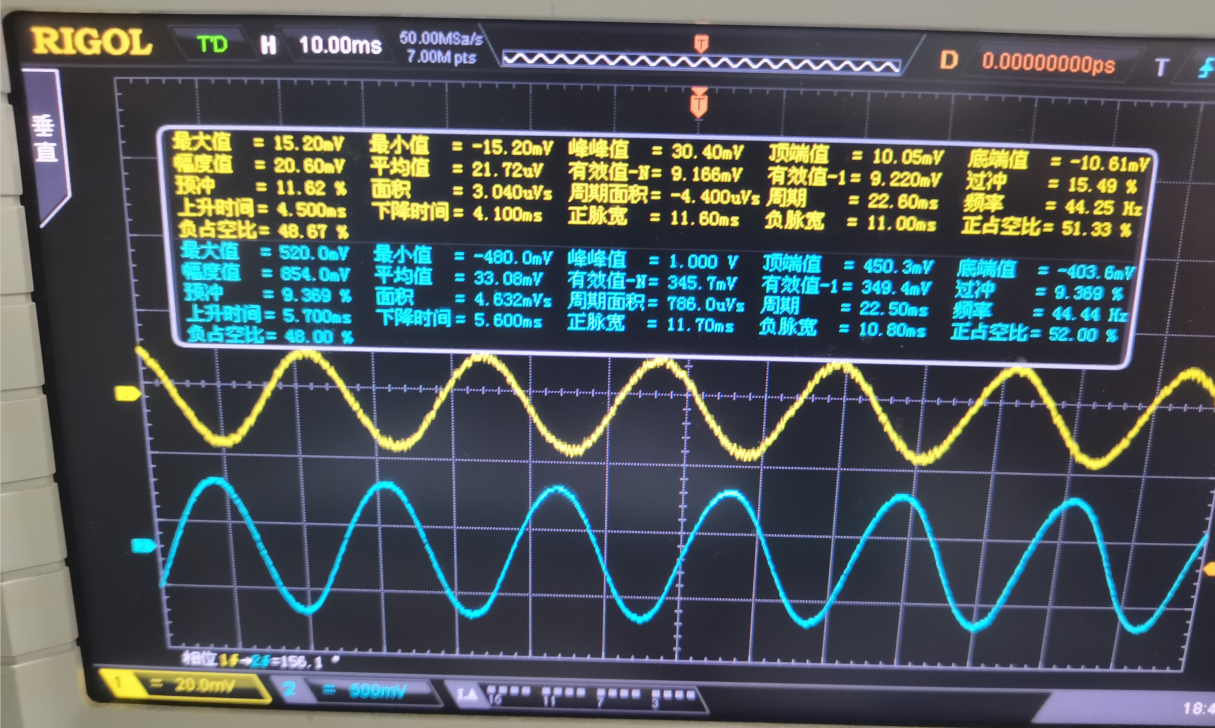 RIGOL T'D H 10.00ms 50.00MSa/s 7.00M pts D 0.00000000ps T
T
T
垂直
最大值 = 15.20mV 最小值 = -15.20mV 峰峰值 = 30.40mV 顶端值 = 10.05mV 底端值 = -10.61mV
幅度值 = 20.60mV 平均值 = 21.72uV 有效值-N= 9.166mV 有效值-1= 9.220mV 过冲 = 15.49 %
预冲 = 11.62 % 面积 = 3.040uVs 周期面积= -4.400uVs 周期 = 22.60ms 频率 = 44.25 Hz
上升时间= 4.500ms 下降时间= 4.100ms 正脉宽 = 11.60ms 负脉宽 = 11.00ms 正占空比= 51.33 %
负占空比= 48.67 %
最大值 = 520.0mV 最小值 = -480.0mV 峰峰值 = 1.000 V 顶端值 = 450.3mV 底端值 = -403.6mV
幅度值 = 854.0mV 平均值 = 33.08mV 有效值-N= 345.7mV 有效值-1= 349.4mV 过冲 = 9.369 %
预冲 = 9.369 % 面积 = 4.632mVs 周期面积= 786.0uVs 周期 = 22.50ms 频率 = 44.44 Hz
上升时间= 5.700ms 下降时间= 5.600ms 正脉宽 = 11.70ms 负脉宽 = 10.80ms 正占空比= 52.00 %
负占空比= 48.00 %
相位1f→2f=156.1 °
1 = 20.0mV 2 = 500mV LA 15 11 7 3 18:4